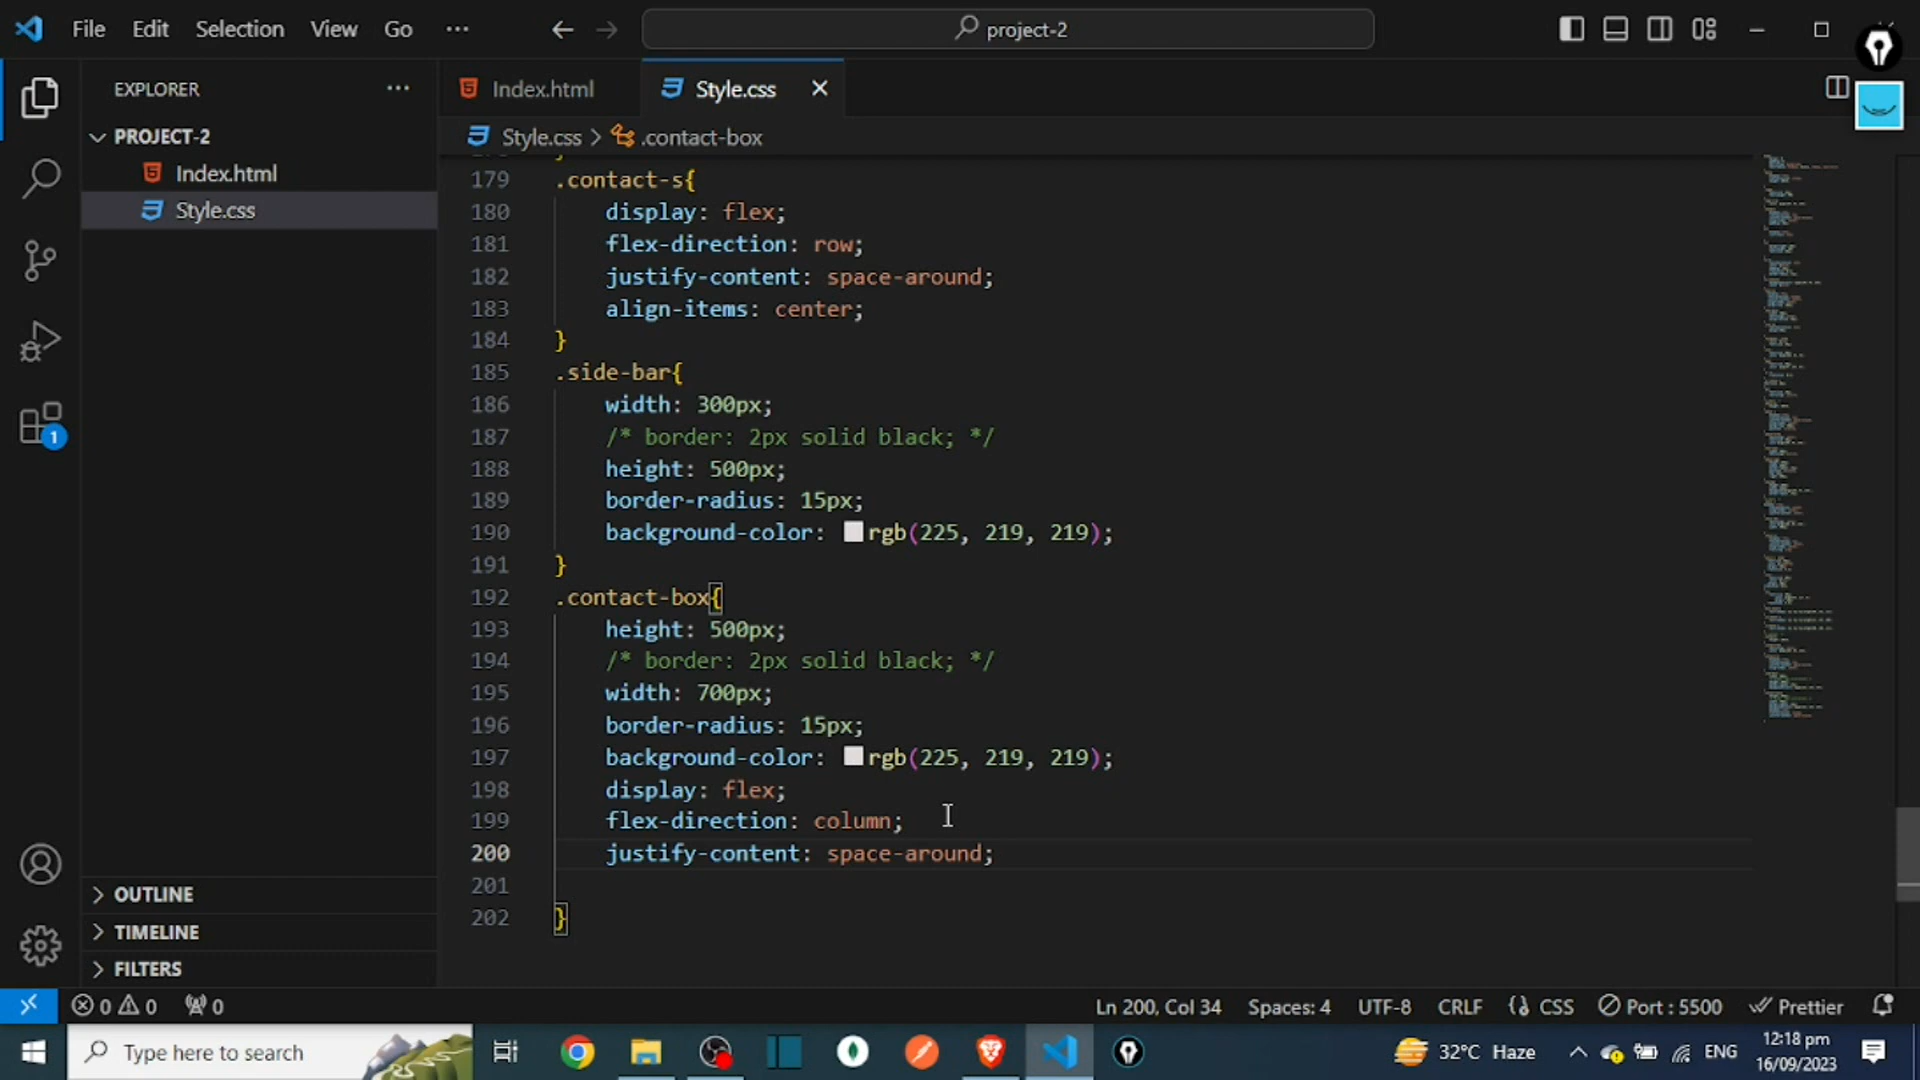 File Edit Selection View Go ··· project-2
EXPLORER ···
PROJECT-2
Index.html
Style.css
OUTLINE
TIMELINE
FILTERS
Index.html Style.css
Style.css > .contact-box
179 .contact-s{
180 display: flex;
181 flex-direction: row;
182 justify-content: space-around;
183 align-items: center;
184 }
185 .side-bar{
186 width: 300px;
187 /* border: 2px solid black; */
188 height: 500px;
189 border-radius: 15px;
190 background-color: rgb(225, 219, 219);
191 }
192 .contact-box{
193 height: 500px;
194 /* border: 2px solid black; */
195 width: 700px;
196 border-radius: 15px;
197 background-color: rgb(225, 219, 219);
198 display: flex;
199 flex-direction: column;
200 justify-content: space-around;
201
202 }
1
0 0 0 Ln 200, Col 34 Spaces: 4 UTF-8 CRLF {} CSS Port : 5500 Prettier
Type here to search 32°C Haze ENG 12:18 pm
16/09/2023